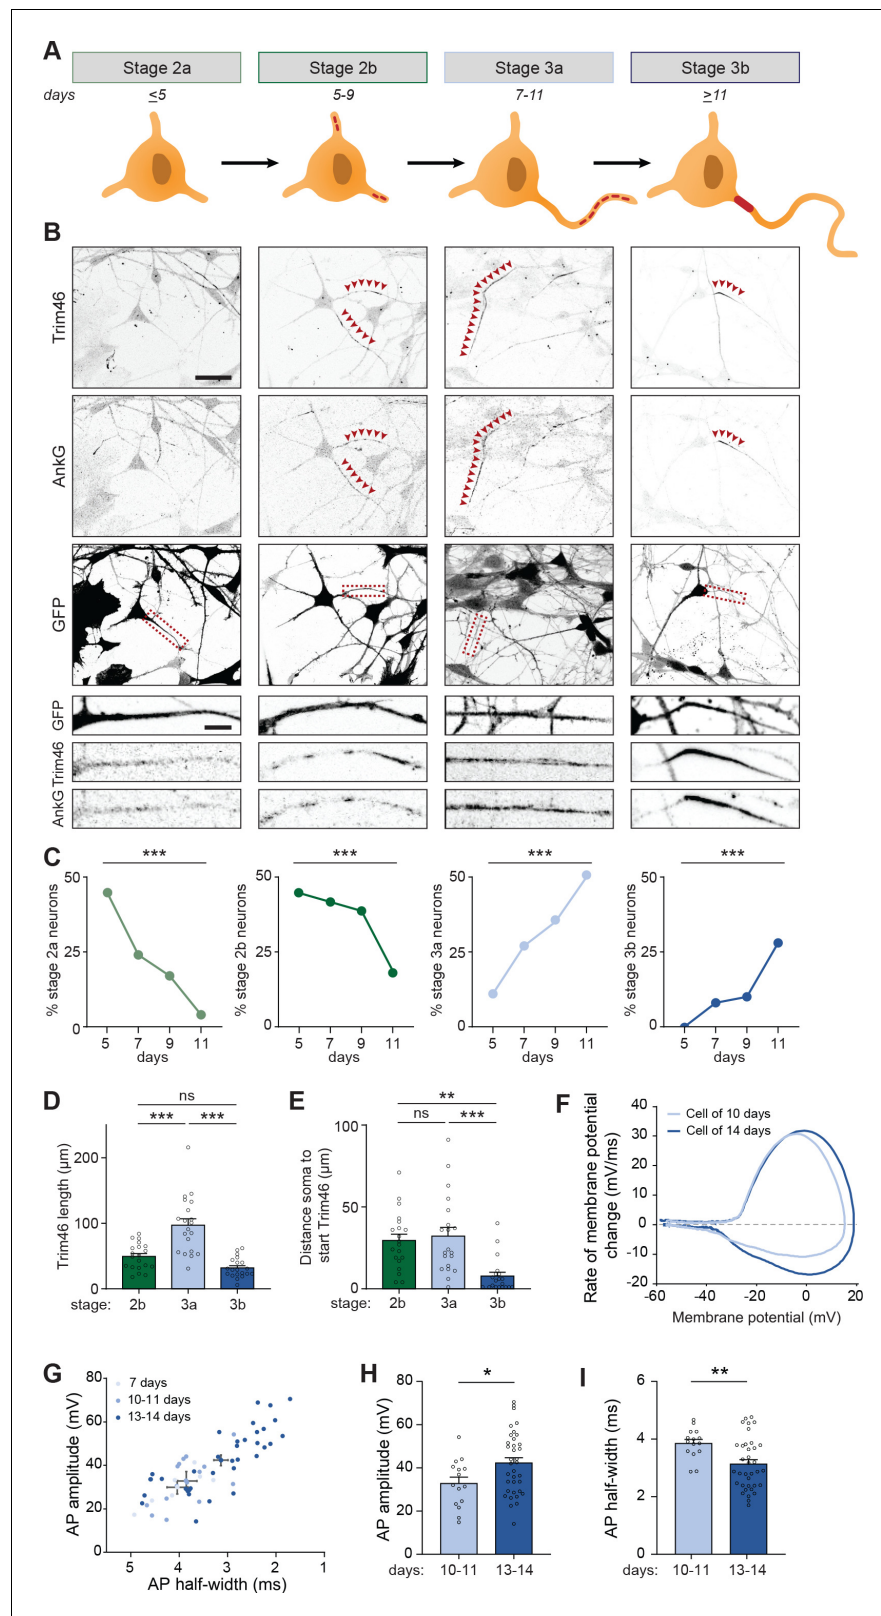 A
Stage 2a
Stage 2b
Stage 3a
Stage 3b
days
≤5
5-9
7-11
≥11
B
Trim46
AnkG
GFP
GFP
Trim46
AnkG
C
***
***
***
***
% stage 2a neurons
50
25
0
5 7 9 11
days
% stage 2b neurons
50
25
0
5 7 9 11
days
% stage 3a neurons
50
25
0
5 7 9 11
days
% stage 3b neurons
50
25
0
5 7 9 11
days
D
ns
*** ***
Trim46 length (µm)
200
100
0
stage: 2b 3a 3b
E
**
ns ***
Distance soma to
start Trim46 (µm)
100
50
0
stage: 2b 3a 3b
F
Cell of 10 days
Cell of 14 days
Rate of membrane potential
change (mV/ms)
40
30
20
10
0
-10
-20
-60 -40 -20 0 20
Membrane potential (mV)
G
7 days
10-11 days
13-14 days
AP amplitude (mV)
80
60
40
20
0
5 4 3 2 1
AP half-width (ms)
H
*
AP amplitude (mV)
80
60
40
20
0
days: 10-11 13-14
I
**
AP half-width (ms)
6
4
2
0
days: 10-11 13-14